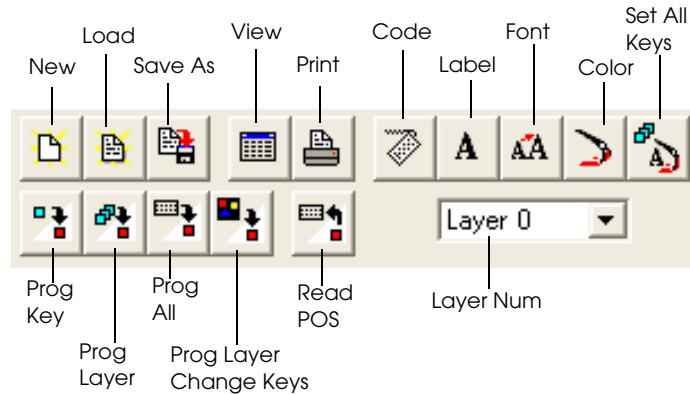 Set All
Keys
Load
View
Code
Font
New
Save As
Print
Label
Color
A
AA
A
Layer 0
Prog
Key
Prog
All
Read
POS
Layer Num
Prog
Layer
Prog Layer
Change Keys